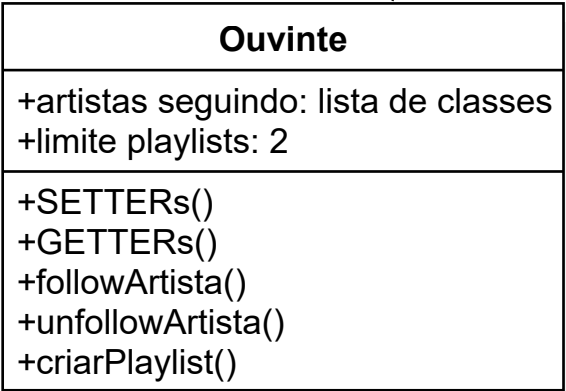 Ouvinte
+artistas seguindo: lista de classes
+limite playlists: 2
+SETTERs()
+GETTERs()
+followArtista()
+unfollowArtista()
+criarPlaylist()